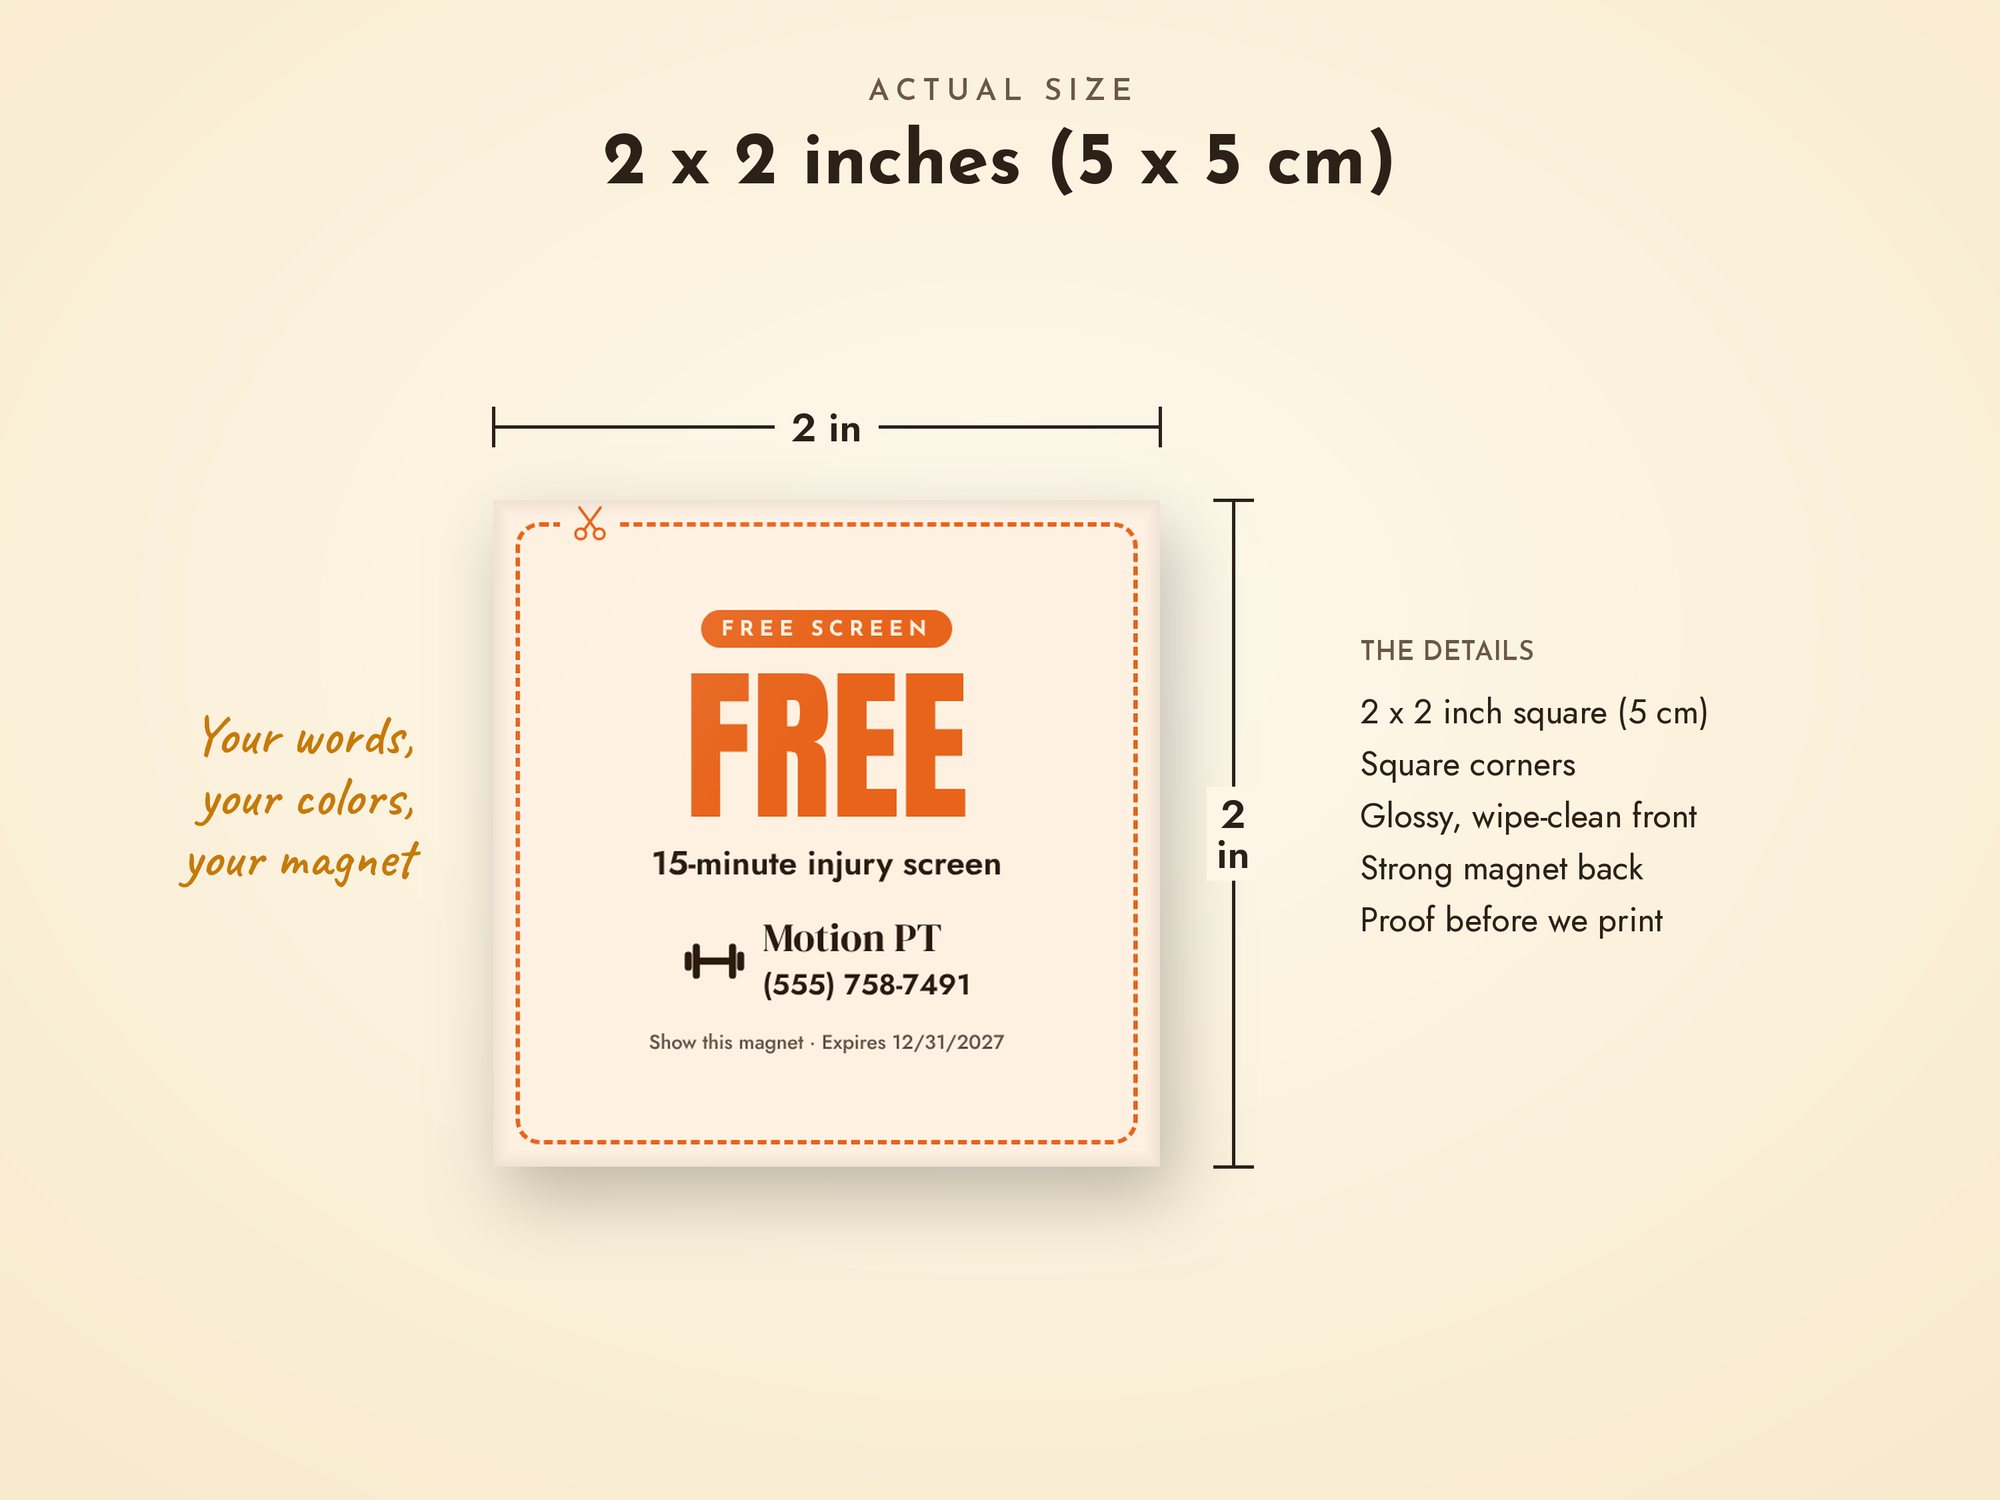 ACTUAL SIZE
2 x 2 inches (5 x 5 cm)
2 in
FREE SCREEN
FREE
15-minute injury screen
Motion PT
(555) 758-7491
Show this magnet · Expires 12/31/2027
2
in
Your words,
your colors,
your magnet
THE DETAILS
2 x 2 inch square (5 cm)
Square corners
Glossy, wipe-clean front
Strong magnet back
Proof before we print